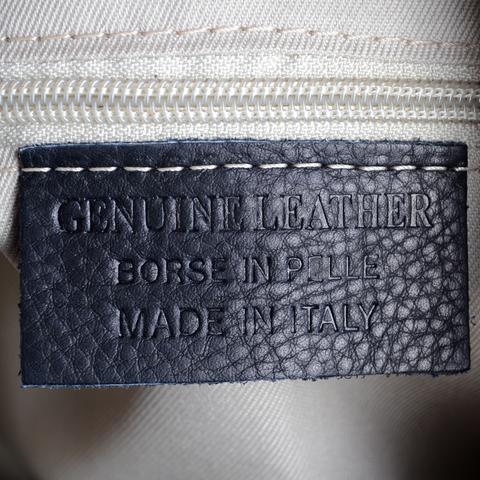 GENUINE LEATHER
BORSE IN PELLE
MADE IN ITALY